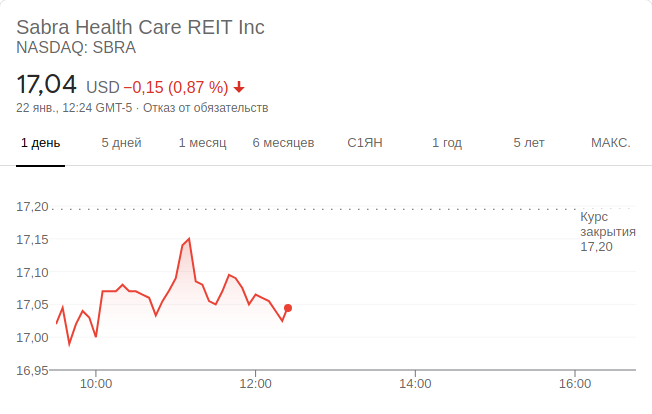 Sabra Health Care REIT Inc
NASDAQ: SBRA
17,04 USD −0,15 (0,87 %)
22 янв., 12:24 GMT-5 · Отказ от обязательств
1 день 5 дней 1 месяц 6 месяцев С1ЯН 1 год 5 лет МАКС.
17,20
Курс
закрытия
17,20
17,15
17,10
17,05
17,00
16,95
10:00 12:00 14:00 16:00